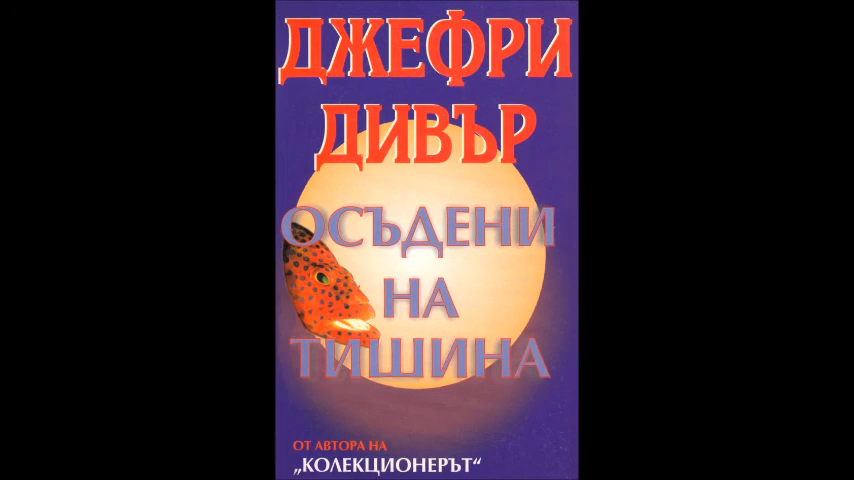 ДЖЕФРИ
ДИВЪР
ОСЪДЕНИ
НА
ТИШИНА
ОТ АВТОРА НА
„КОЛЕКЦИОНЕРЪТ“